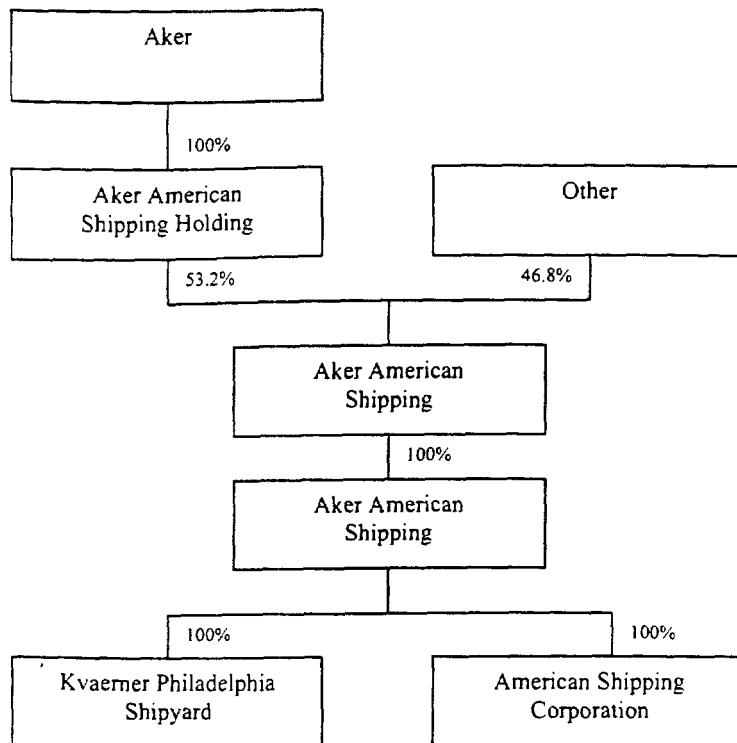 Aker
100%
Aker American
Shipping Holding
Other
53.2%
46.8%
Aker American
Shipping
100%
Aker American
Shipping
100%
100%
Kvaerner Philadelphia
Shipyard
American Shipping
Corporation